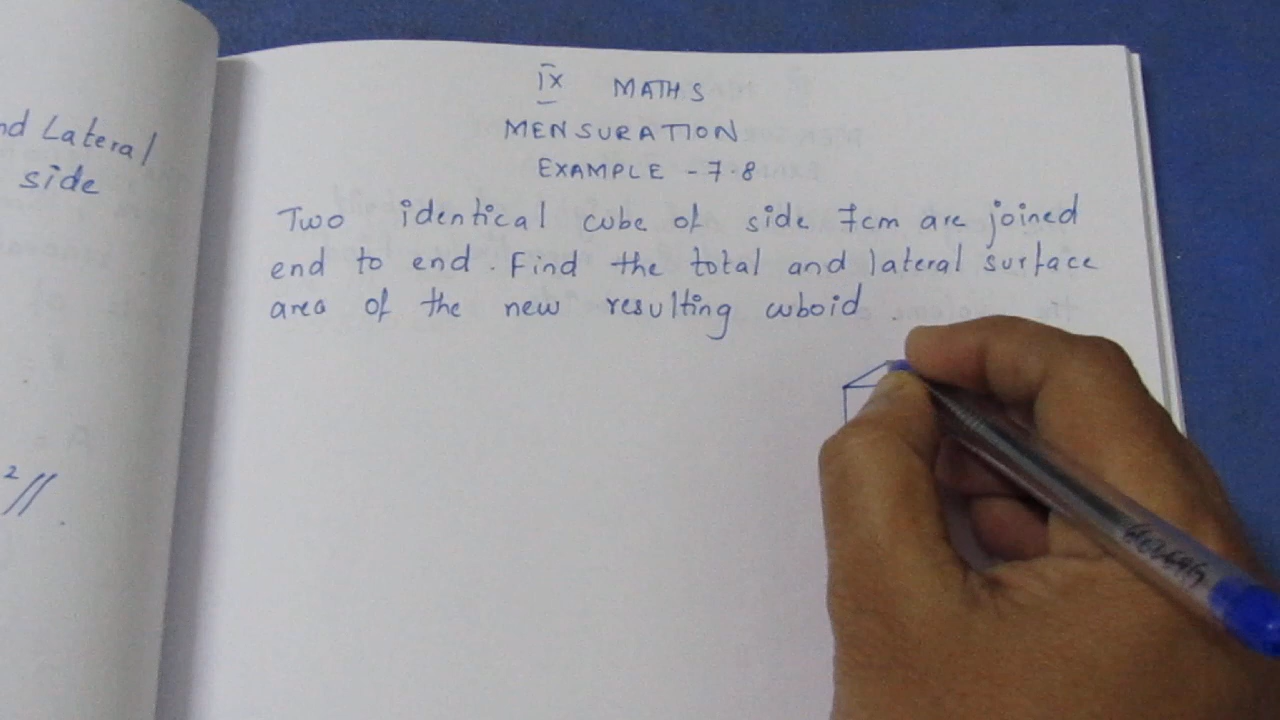 nd Lateral
side
2//
IX MATHS
MENSURATION
EXAMPLE - 7.8
Two identical cube of side 7cm are joined
end to end. Find the total and lateral surface
area of the new resulting cuboid.